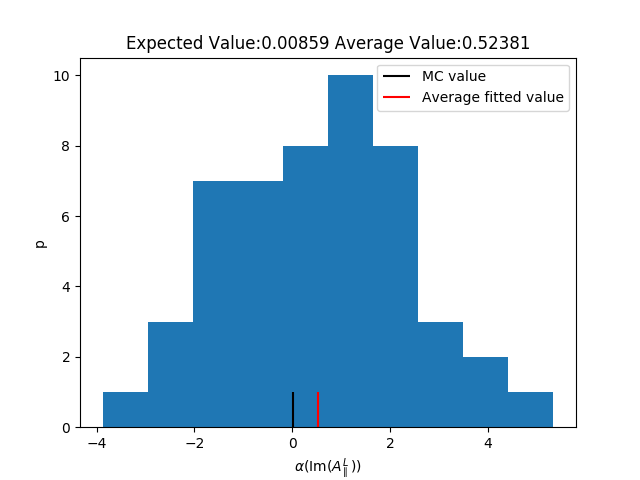 Expected Value:0.00859 Average Value:0.52381
MC value
Average fitted value
10
8
6
4
2
0
p
−4 −2 0 2 4
α(Im(A_∥^L))